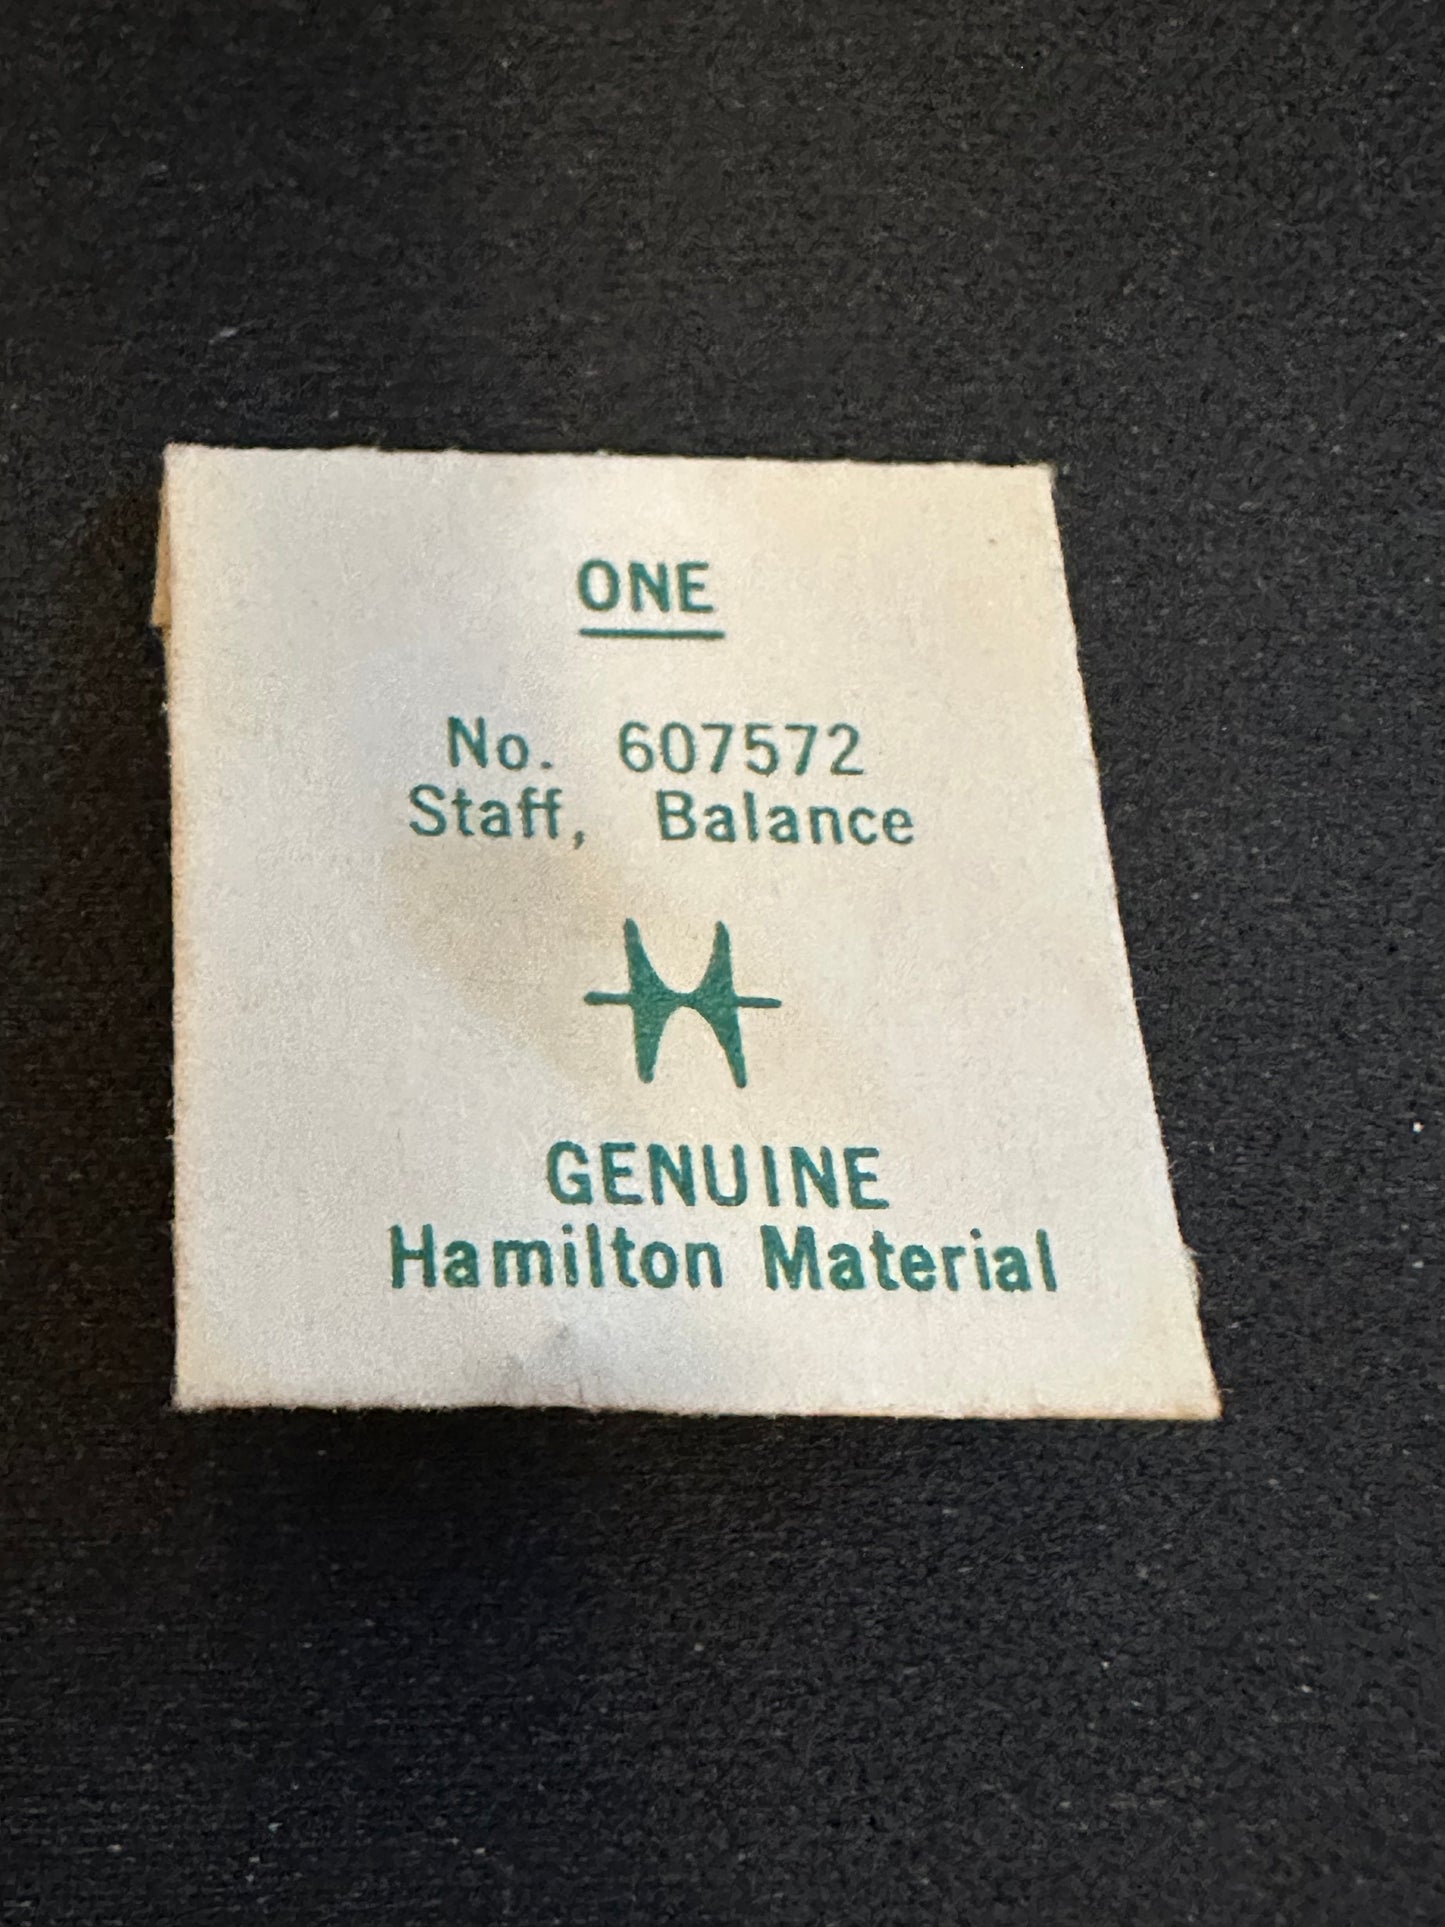 ONE
No. 607572
Staff, Balance
GENUINE
Hamilton Material